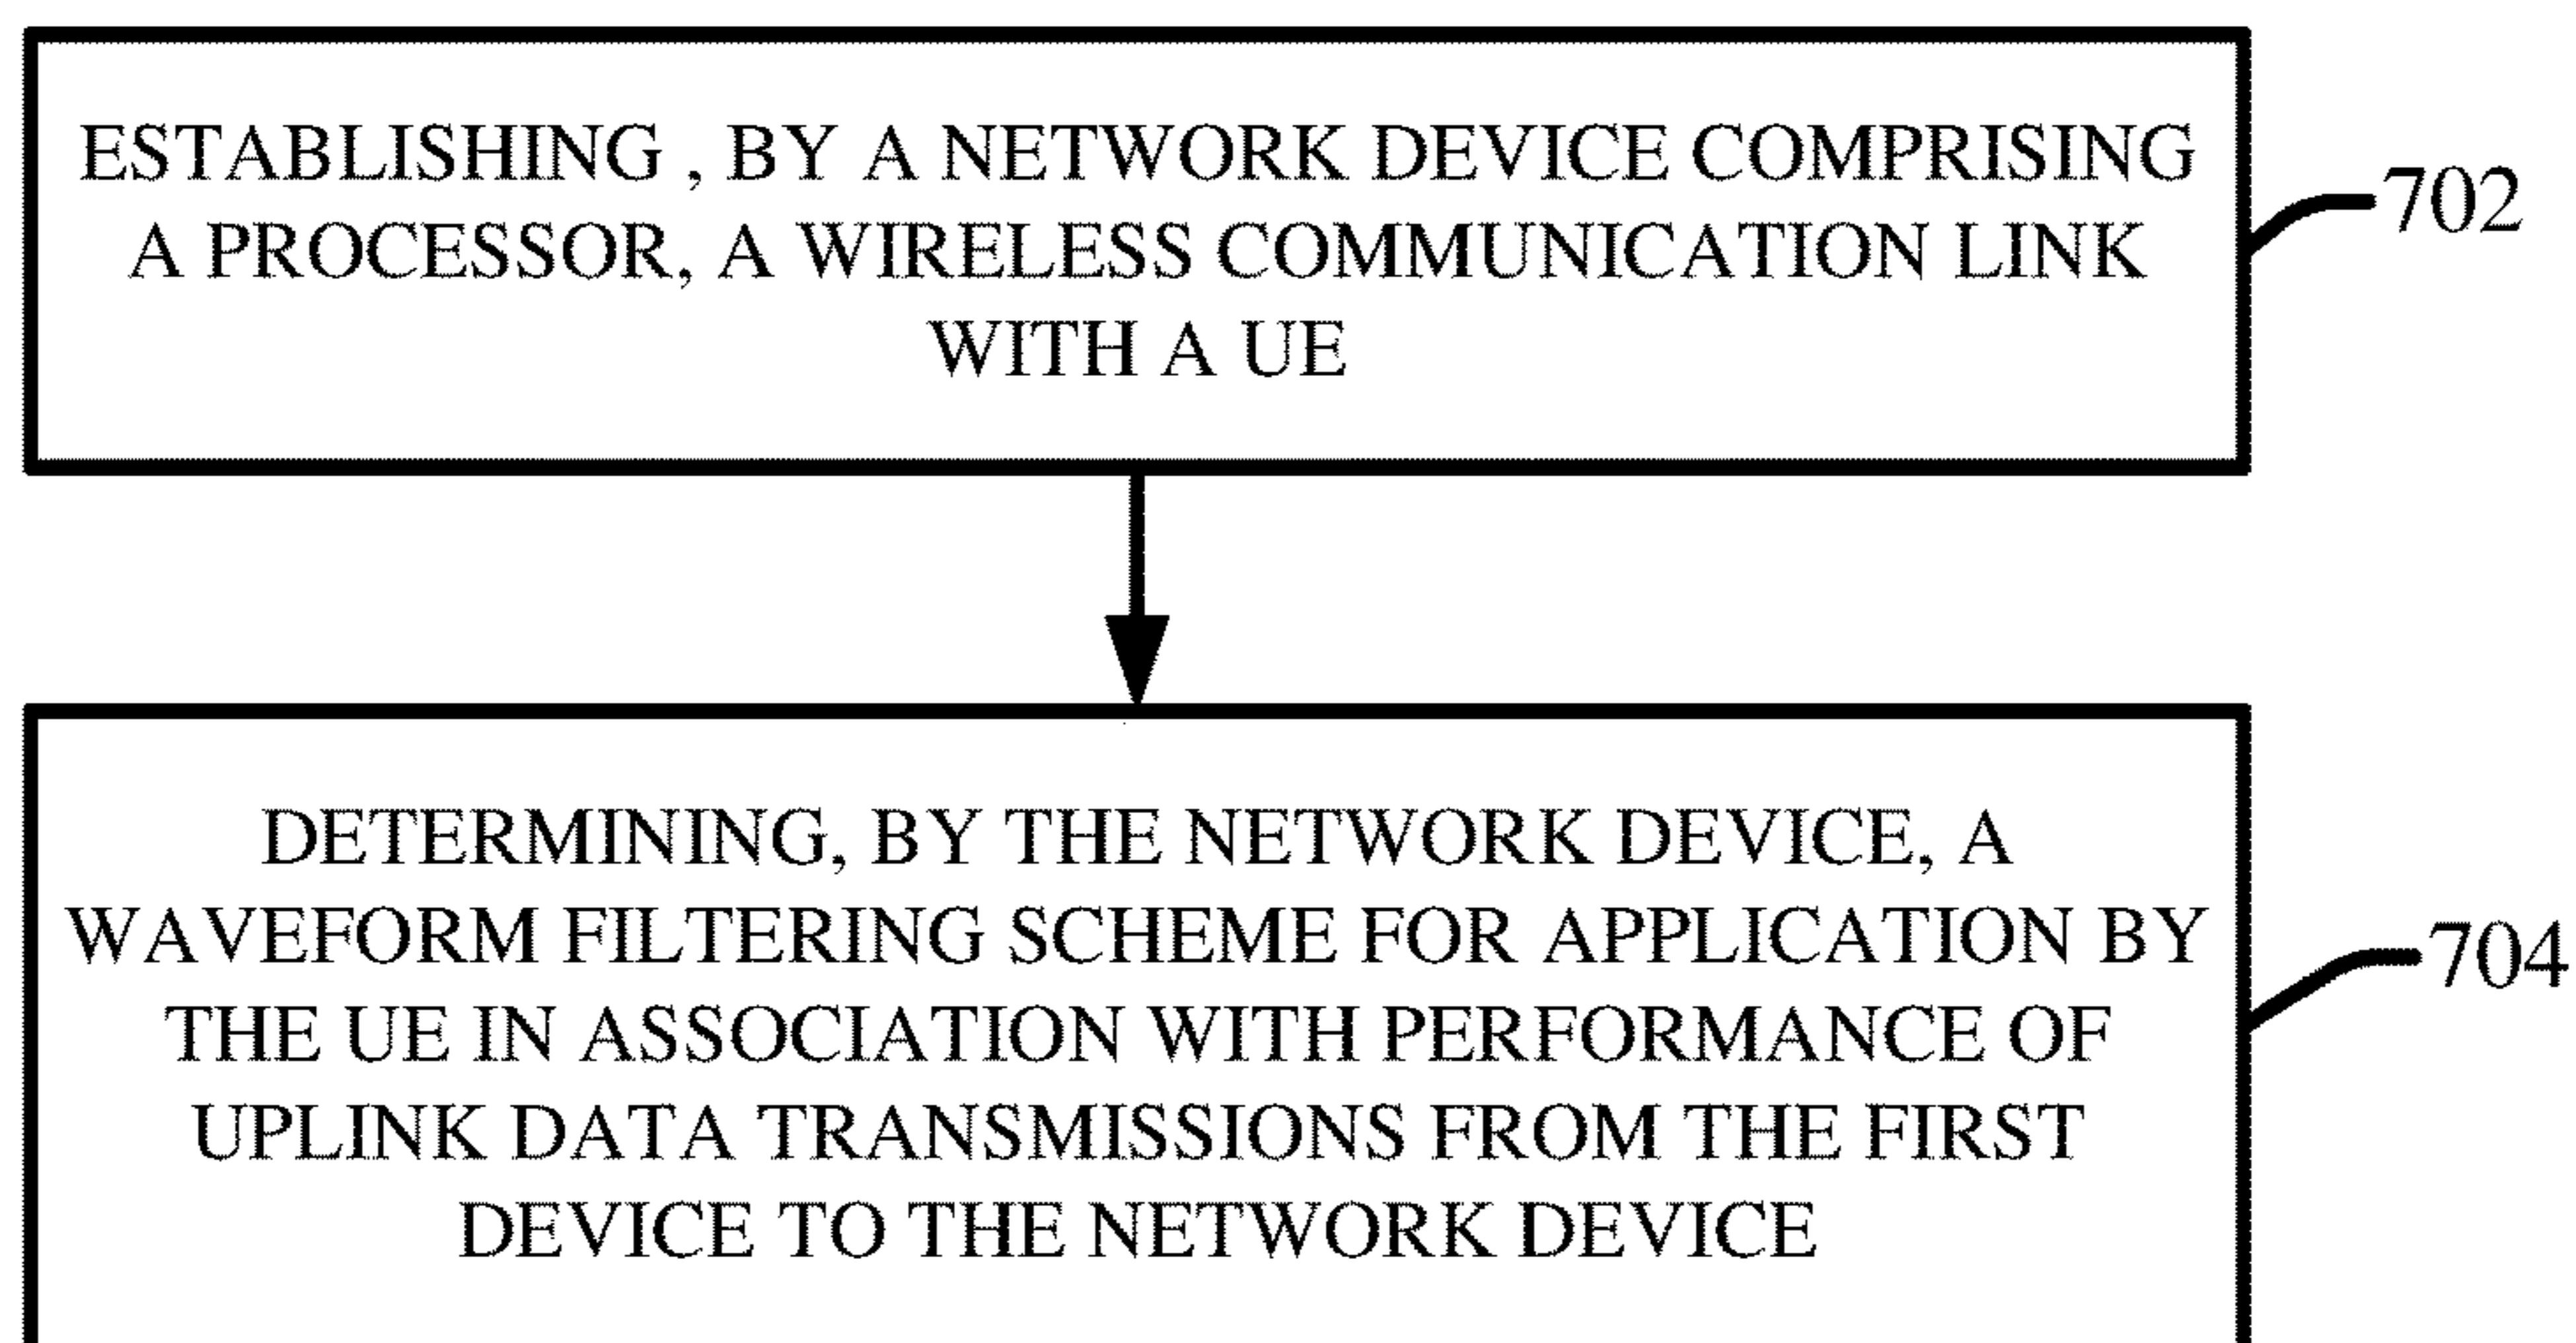 ESTABLISHING , BY A NETWORK DEVICE COMPRISING
A PROCESSOR, A WIRELESS COMMUNICATION LINK
WITH A UE
702
DETERMINING, BY THE NETWORK DEVICE, A
WAVEFORM FILTERING SCHEME FOR APPLICATION BY
THE UE IN ASSOCIATION WITH PERFORMANCE OF
UPLINK DATA TRANSMISSIONS FROM THE FIRST
DEVICE TO THE NETWORK DEVICE
704